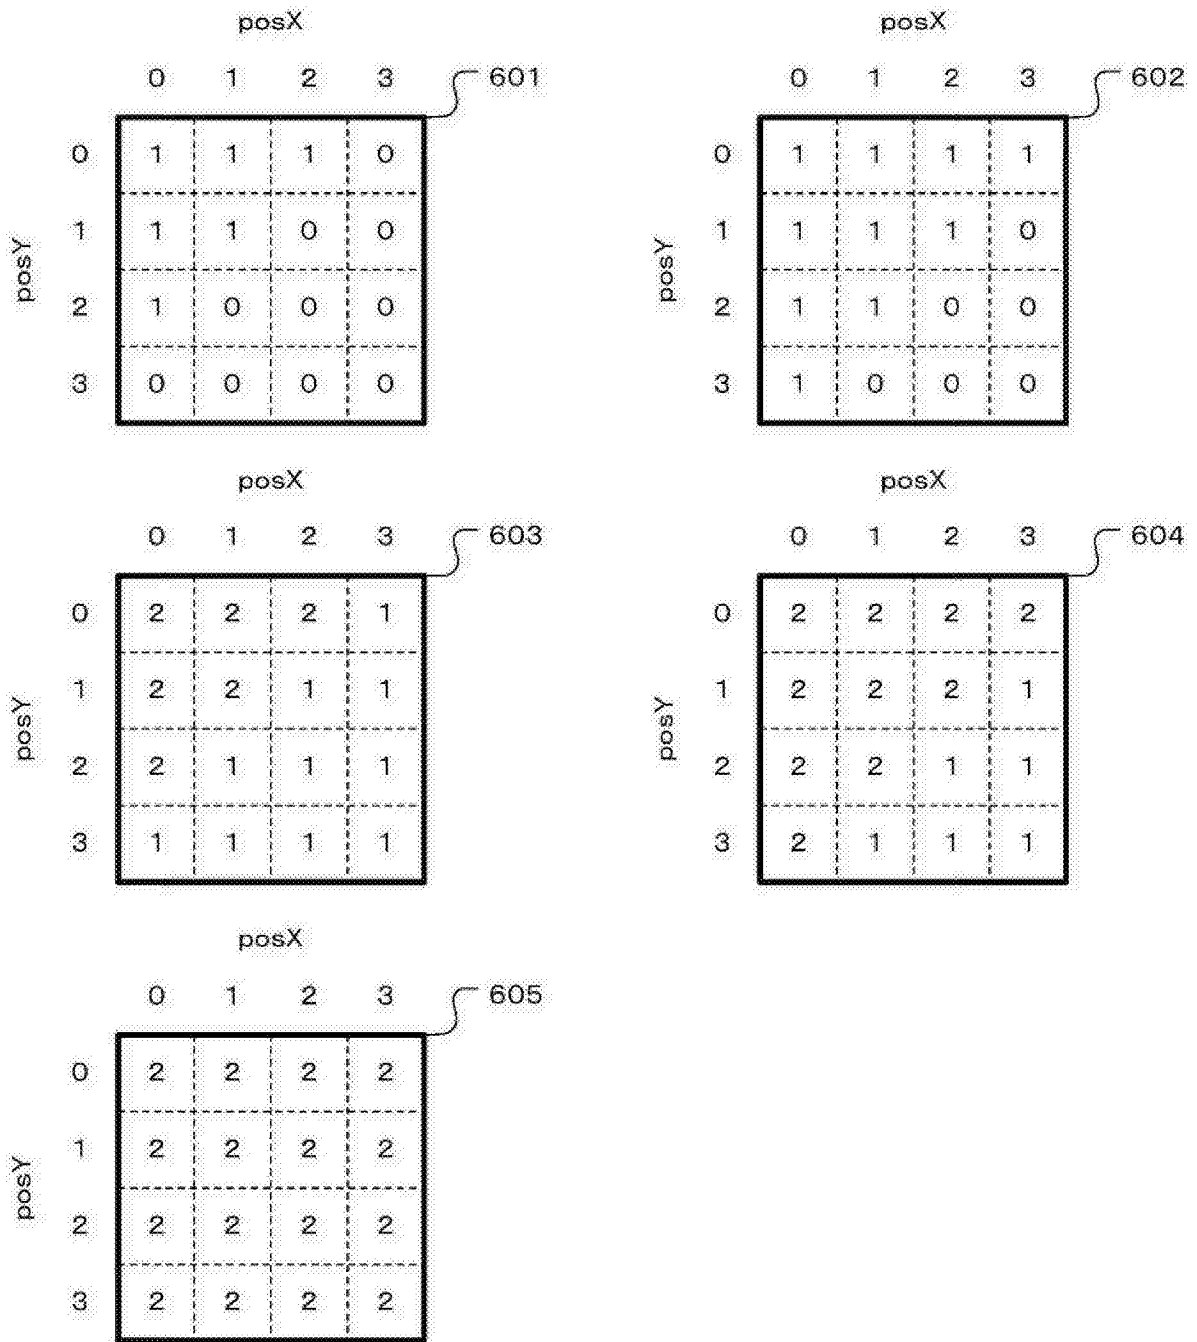 posX
0 1 2 3 601
0 1 1 1 0
1 1 1 0 0
2 1 0 0 0
3 0 0 0 0
posY
posX
0 1 2 3 602
0 1 1 1 1
1 1 1 1 0
2 1 1 0 0
3 1 0 0 0
posY
posX
0 1 2 3 603
0 2 2 2 1
1 2 2 1 1
2 2 1 1 1
3 1 1 1 1
posY
posX
0 1 2 3 604
0 2 2 2 2
1 2 2 2 1
2 2 2 1 1
3 2 1 1 1
posY
posX
0 1 2 3 605
0 2 2 2 2
1 2 2 2 2
2 2 2 2 2
3 2 2 2 2
posY